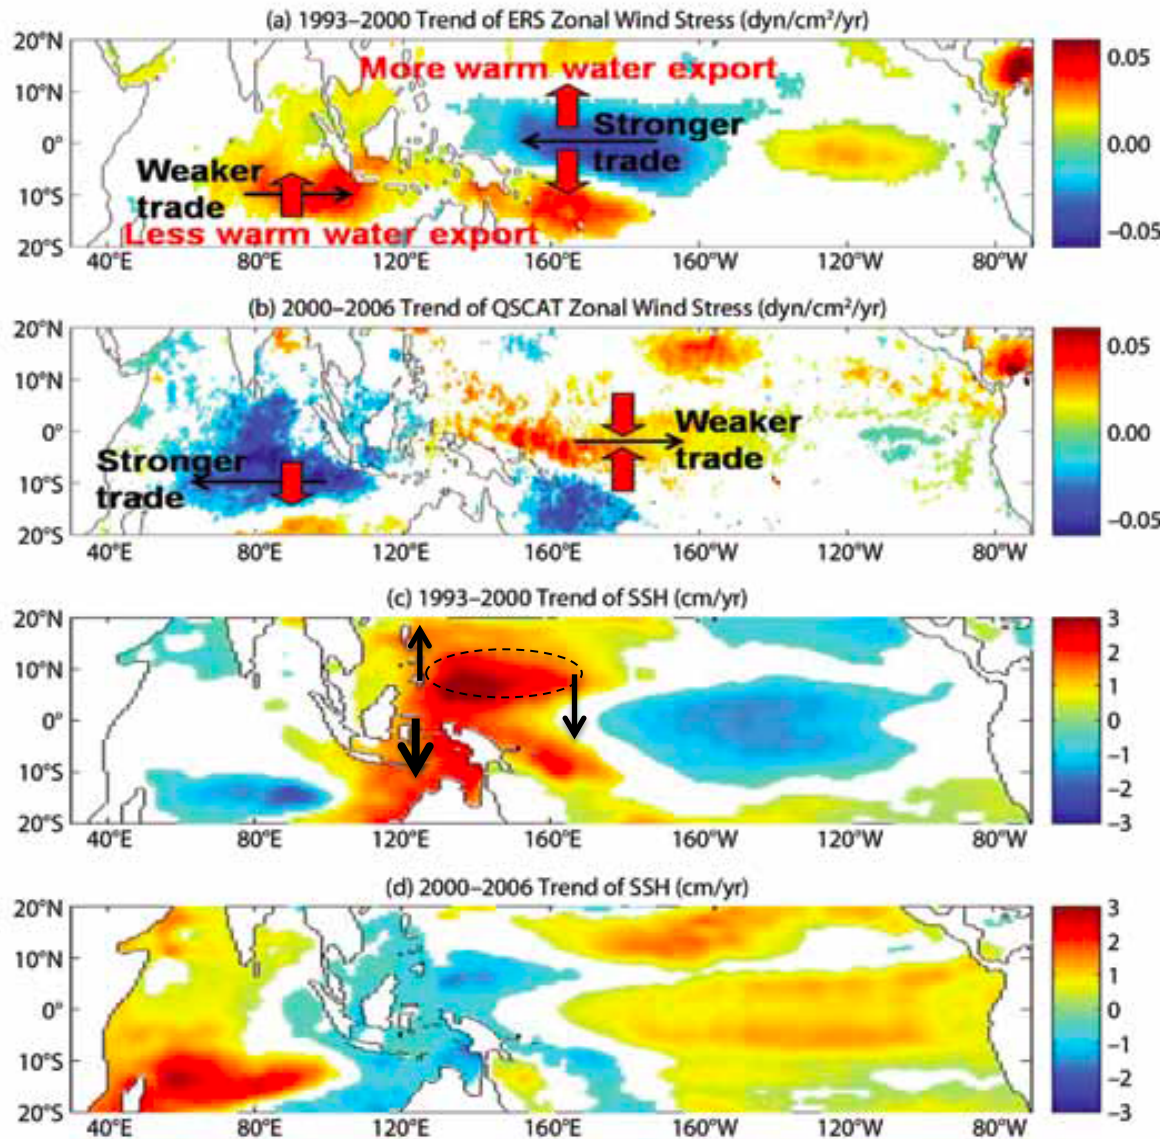 (a) 1993–2000 Trend of ERS Zonal Wind Stress (dyn/cm²/yr)
20°N
10°N
0°
10°S
20°S
More warm water export
Stronger
trade
Weaker
trade
Less warm water export
0.05
0.00
−0.05
40°E 80°E 120°E 160°E 160°W 120°W 80°W
(b) 2000–2006 Trend of QSCAT Zonal Wind Stress (dyn/cm²/yr)
20°N
10°N
0°
10°S
20°S
Weaker
trade
Stronger
trade
0.05
0.00
−0.05
40°E 80°E 120°E 160°E 160°W 120°W 80°W
(c) 1993–2000 Trend of SSH (cm/yr)
20°N
10°N
0°
10°S
20°S
3
2
1
0
−1
−2
−3
40°E 80°E 120°E 160°E 160°W 120°W 80°W
(d) 2000–2006 Trend of SSH (cm/yr)
20°N
10°N
0°
10°S
20°S
3
2
1
0
−1
−2
−3
40°E 80°E 120°E 160°E 160°W 120°W 80°W